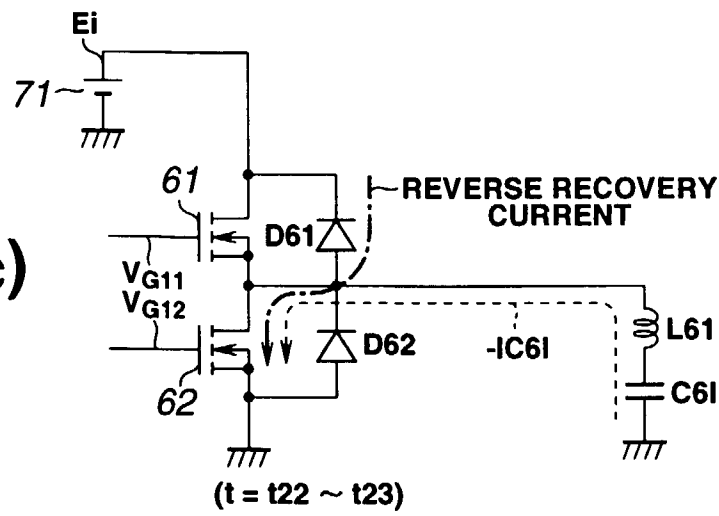 Ei
71
61
REVERSE RECOVERY
CURRENT
D61
c)
VG11
VG12
L61
D62
-IC6I
62
C6I
(t = t22 ~ t23)